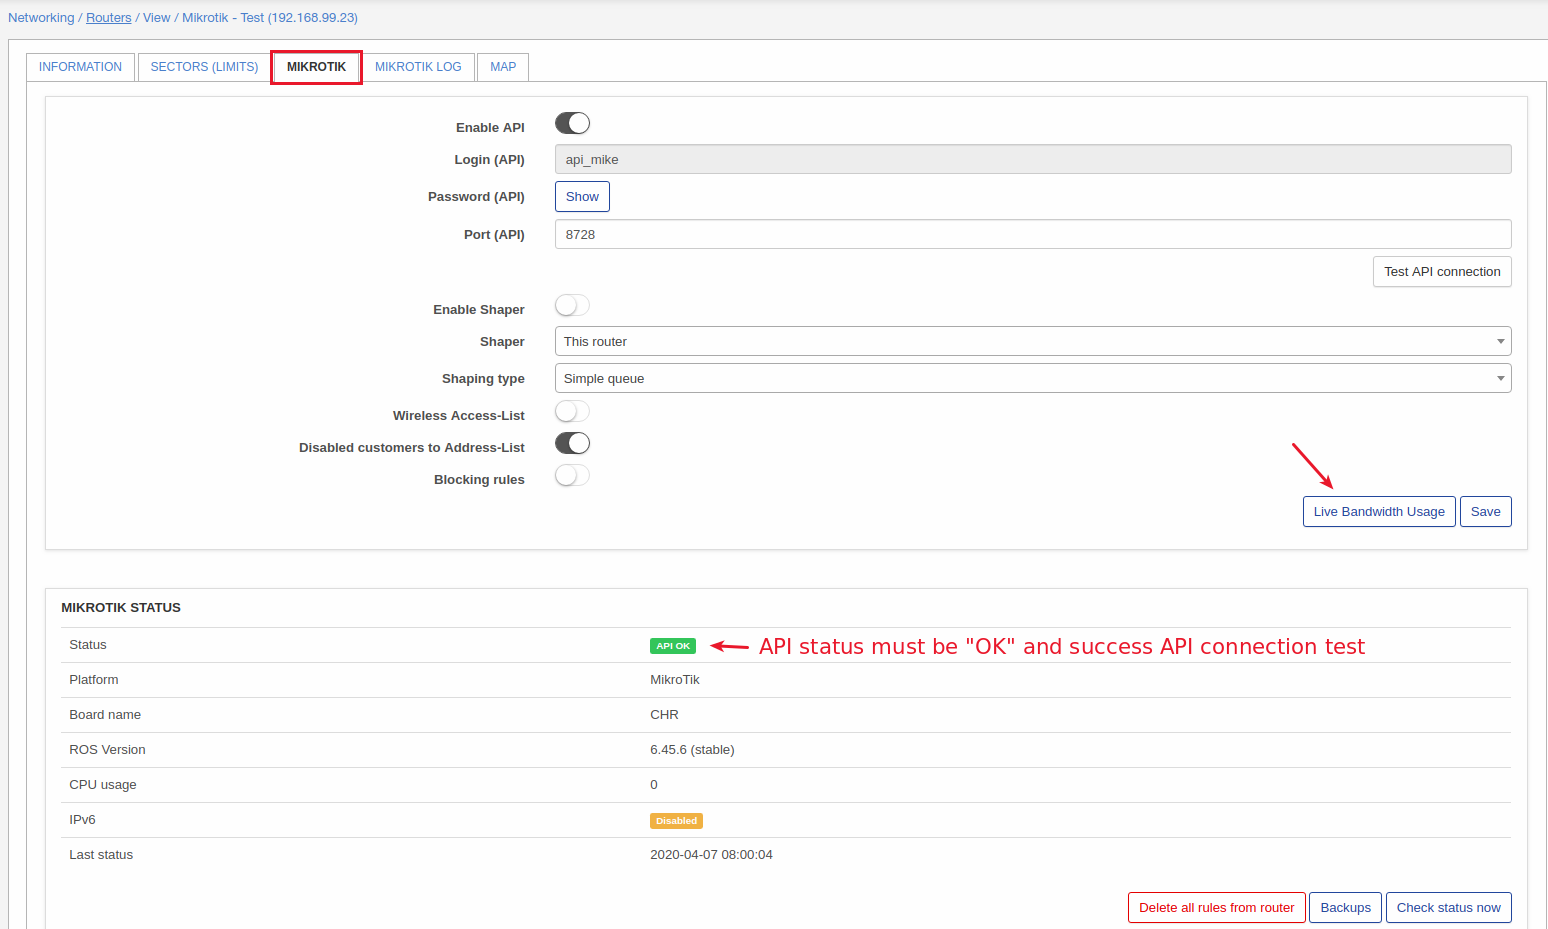 Networking / Routers / View / Mikrotik - Test (192.168.99.23)
INFORMATION SECTORS (LIMITS) MIKROTIK MIKROTIK LOG MAP
Enable API
Login (API) api_mike
Password (API) Show
Port (API) 8728
Test API connection
Enable Shaper
Shaper This router
Shaping type Simple queue
Wireless Access-List
Disabled customers to Address-List
Blocking rules
Live Bandwidth Usage Save
MIKROTIK STATUS
Status API OK API status must be "OK" and success API connection test
Platform MikroTik
Board name CHR
ROS Version 6.45.6 (stable)
CPU usage 0
IPv6 Disabled
Last status 2020-04-07 08:00:04
Delete all rules from router Backups Check status now